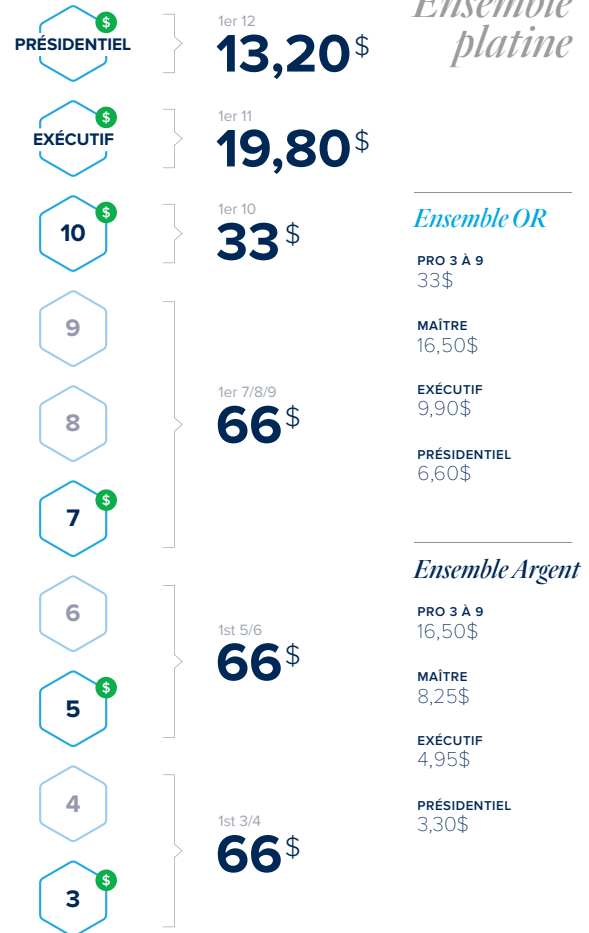 Ensemble
platine
$
PRÉSIDENTIEL
1er 12
13,20$
$
EXÉCUTIF
1er 11
19,80$
$
10
1er 10
33$
9
8
$
7
1er 7/8/9
66$
6
$
5
1st 5/6
66$
4
$
3
1st 3/4
66$
Ensemble OR
PRO 3 À 9
33$
MAÎTRE
16,50$
EXÉCUTIF
9,90$
PRÉSIDENTIEL
6,60$
Ensemble Argent
PRO 3 À 9
16,50$
MAÎTRE
8,25$
EXÉCUTIF
4,95$
PRÉSIDENTIEL
3,30$